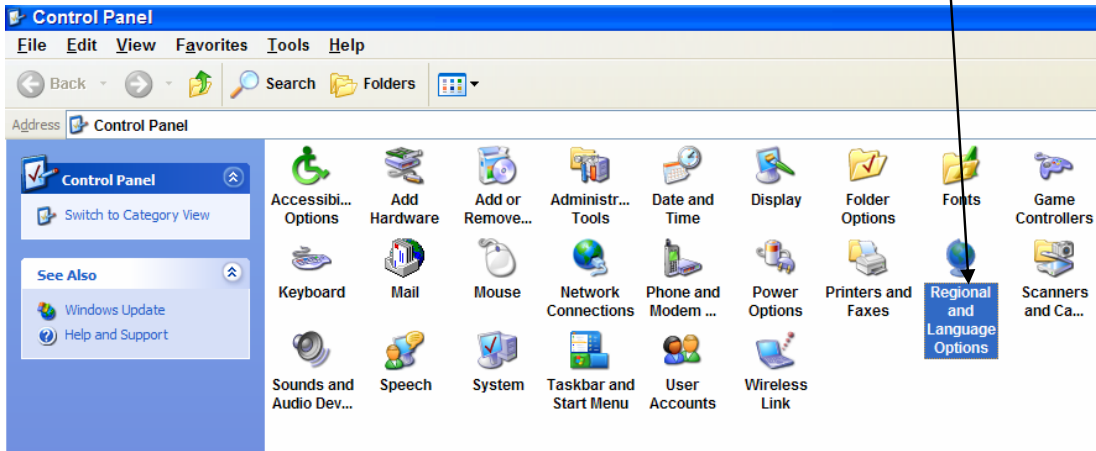 Control Panel
File Edit View Favorites Tools Help
Back Search Folders
Address Control Panel
Control Panel
Switch to Category View
See Also
Windows Update
Help and Support
Accessibi... Add Add or Administr... Date and Display Folder Fonts Game
Options Hardware Remove... Tools Time Options Controllers
Keyboard Mail Mouse Network Phone and Power Printers and Regional Scanners
Connections Modem ... Options Faxes and and Ca...
Language
Options
Sounds and Speech System Taskbar and User Wireless
Audio Dev... Start Menu Accounts Link